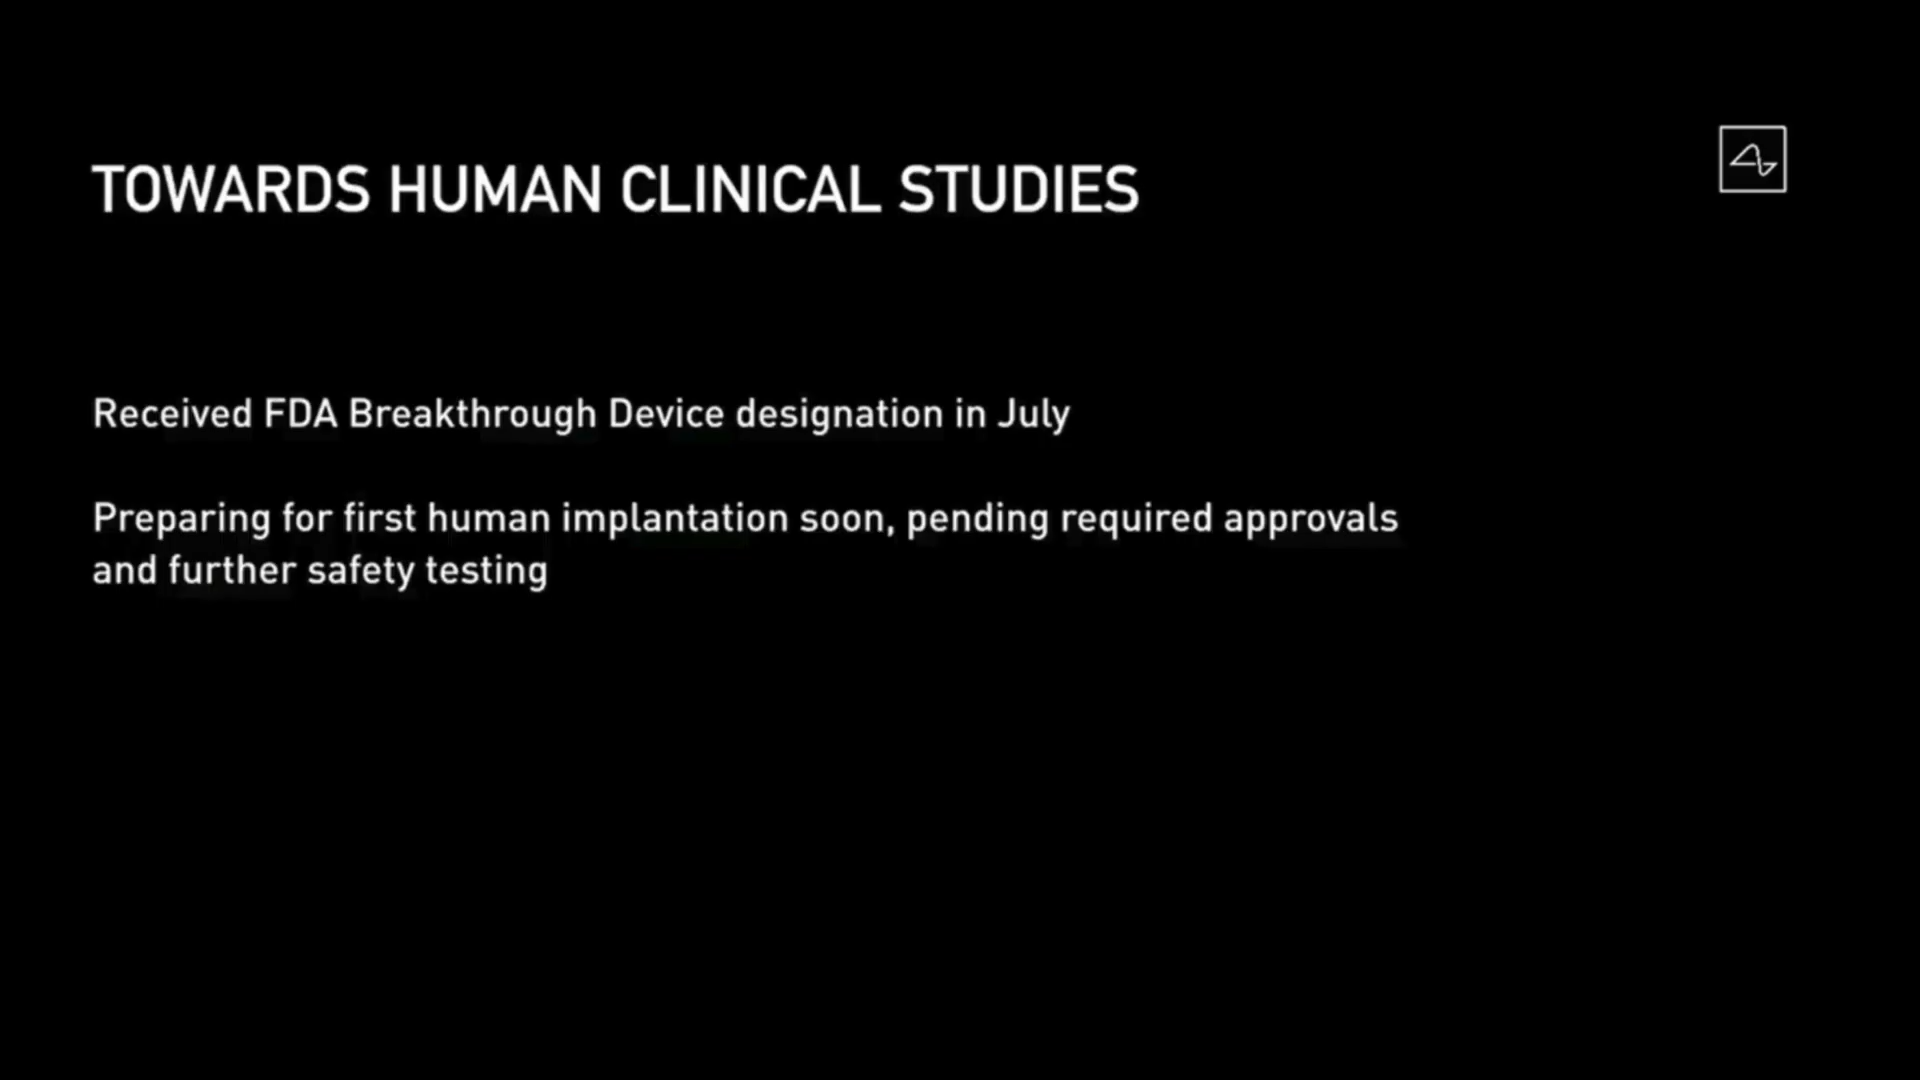 TOWARDS HUMAN CLINICAL STUDIES
Received FDA Breakthrough Device designation in July
Preparing for first human implantation soon, pending required approvals
and further safety testing